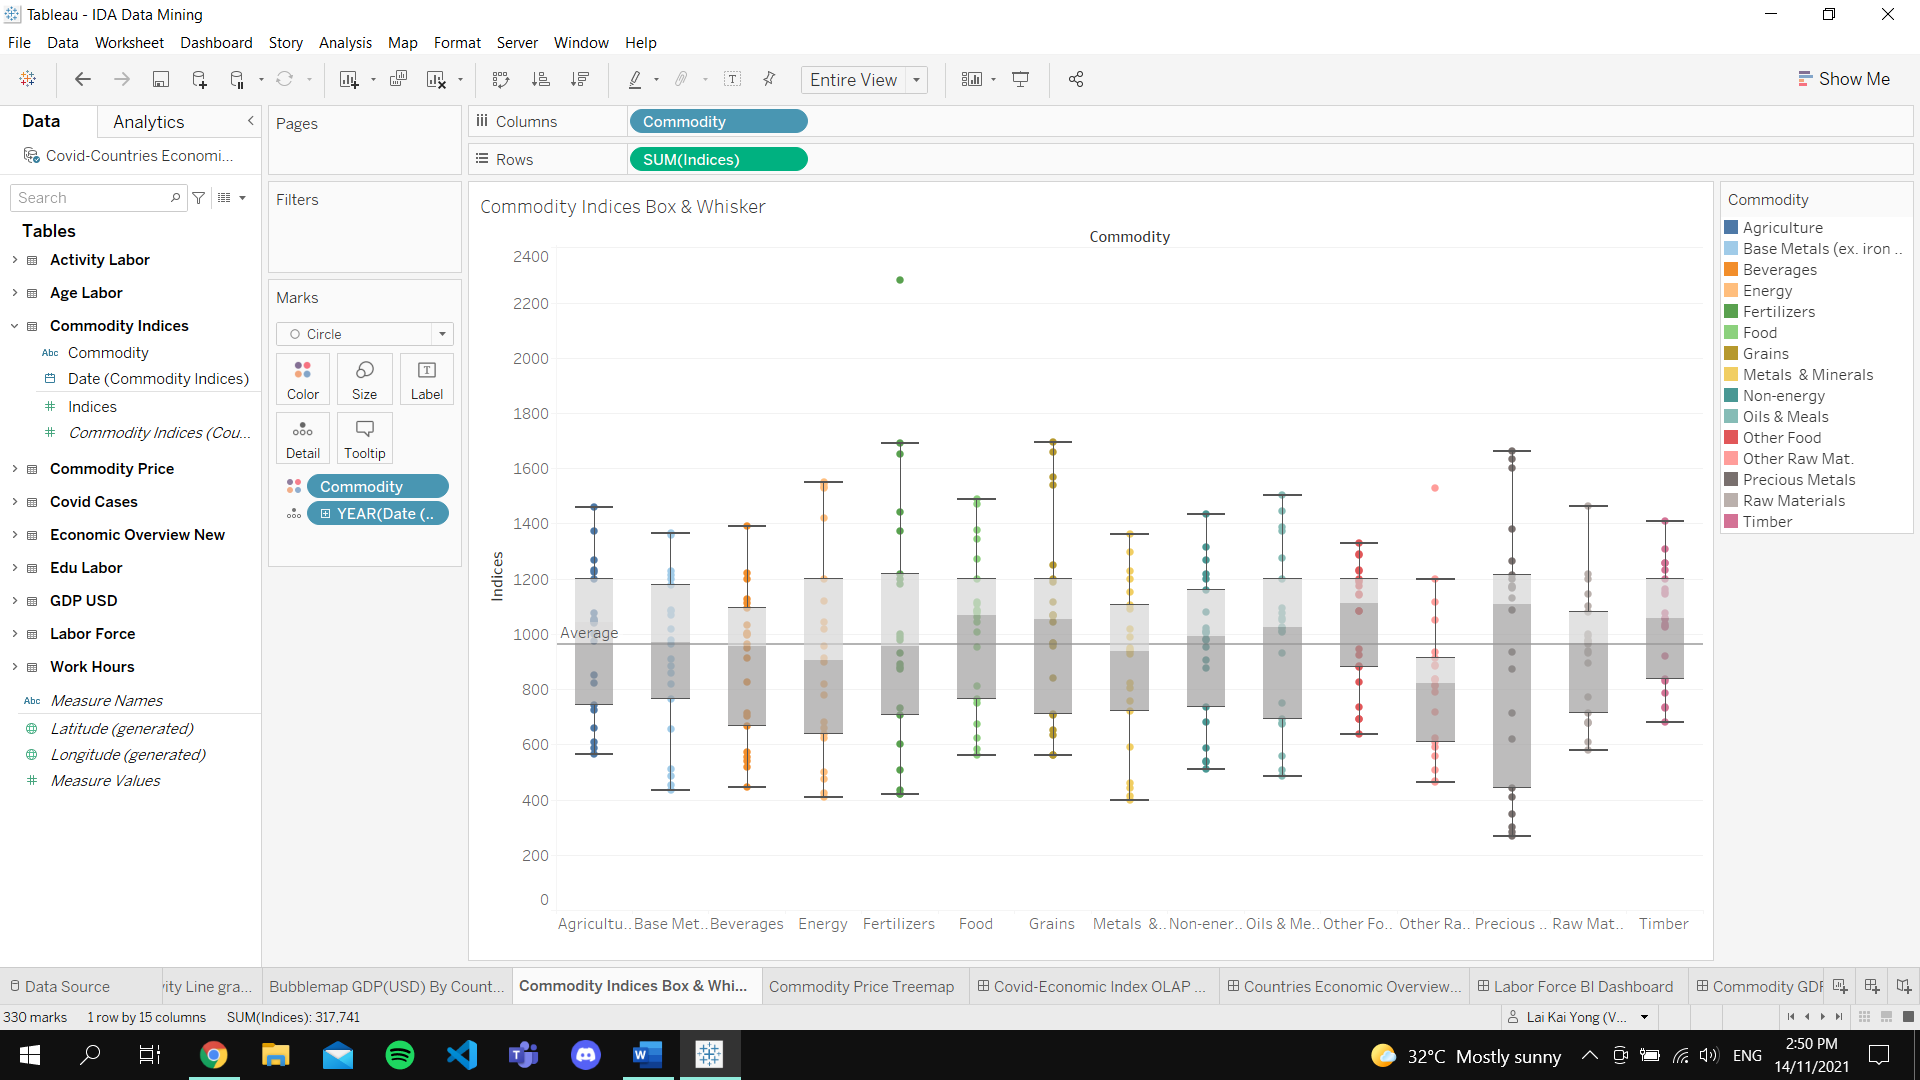 Tableau - IDA Data Mining
File Data Worksheet Dashboard Story Analysis Map Format Server Window Help
Entire View
Show Me
Data Analytics
Covid-Countries Economi...
Search
Tables
Activity Labor
Age Labor
Commodity Indices
Abc Commodity
Date (Commodity Indices)
Indices
Commodity Indices (Cou...
Commodity Price
Covid Cases
Economic Overview New
Edu Labor
GDP USD
Labor Force
Work Hours
Abc Measure Names
Latitude (generated)
Longitude (generated)
Measure Values
Pages
Filters
Marks
Circle
Color Size Label
Detail Tooltip
Commodity
YEAR(Date (..
Columns Commodity
Rows SUM(Indices)
Commodity Indices Box & Whisker
Commodity
2400
2200
2000
1800
1600
1400
1200
1000
800
600
400
200
0
Indices
Average
Agricultu.. Base Met.. Beverages Energy Fertilizers Food Grains Metals &.. Non-ener.. Oils & Me.. Other Fo.. Other Ra.. Precious .. Raw Mat.. Timber
Commodity
Agriculture
Base Metals (ex. iron ..
Beverages
Energy
Fertilizers
Food
Grains
Metals & Minerals
Non-energy
Oils & Meals
Other Food
Other Raw Mat.
Precious Metals
Raw Materials
Timber
Data Source vity Line gra... Bubblemap GDP(USD) By Count... Commodity Indices Box & Whi... Commodity Price Treemap Covid-Economic Index OLAP ... Countries Economic Overview... Labor Force BI Dashboard Commodity GDF
330 marks 1 row by 15 columns SUM(Indices): 317,741 Lai Kai Yong (V...
32°C Mostly sunny ENG
2:50 PM
14/11/2021